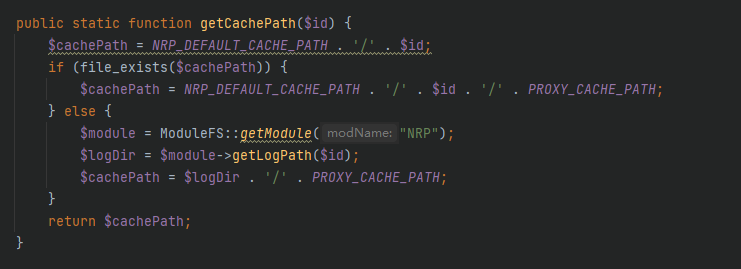 public static function getCachePath($id) {
    $cachePath = NRP_DEFAULT_CACHE_PATH . '/' . $id;
    if (file_exists($cachePath)) {
        $cachePath = NRP_DEFAULT_CACHE_PATH . '/' . $id . '/' . PROXY_CACHE_PATH;
    } else {
        $module = ModuleFS::getModule( modName: "NRP");
        $logDir = $module->getLogPath($id);
        $cachePath = $logDir . '/' . PROXY_CACHE_PATH;
    }
    return $cachePath;
}